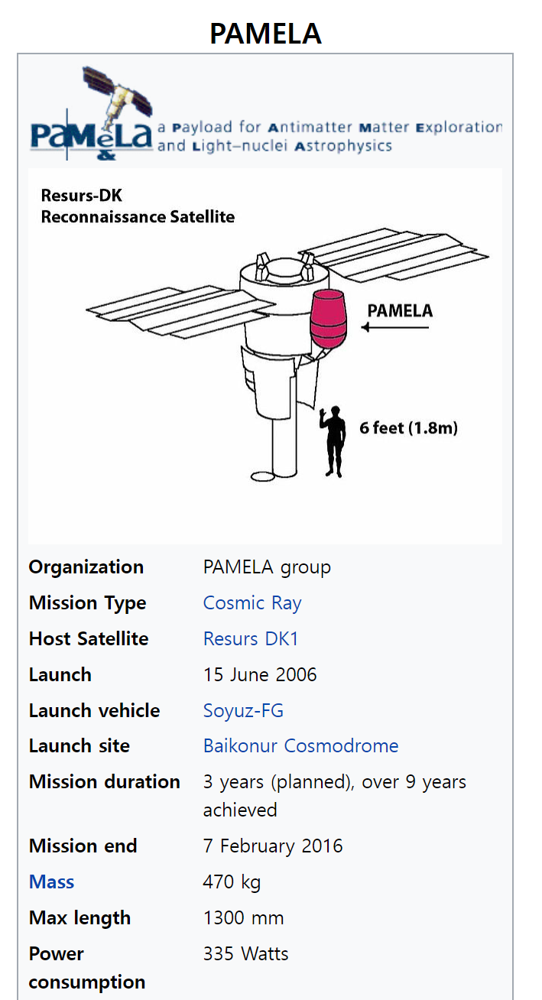 PAMELA
PaMeLa
&
a Payload for Antimatter Matter Exploration
and Light–nuclei Astrophysics
Resurs-DK
Reconnaissance Satellite
PAMELA
6 feet (1.8m)
Organization PAMELA group
Mission Type Cosmic Ray
Host Satellite Resurs DK1
Launch 15 June 2006
Launch vehicle Soyuz-FG
Launch site Baikonur Cosmodrome
Mission duration 3 years (planned), over 9 years
achieved
Mission end 7 February 2016
Mass 470 kg
Max length 1300 mm
Power 335 Watts
consumption